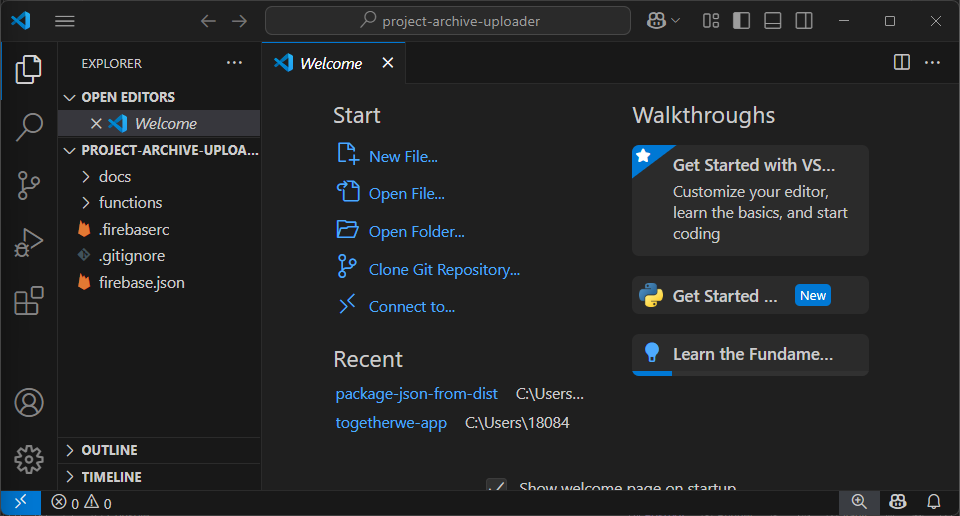 project-archive-uploader
EXPLORER
Welcome
OPEN EDITORS
Welcome
PROJECT-ARCHIVE-UPLOA...
docs
functions
.firebaserc
.gitignore
firebase.json
OUTLINE
TIMELINE
Start
New File...
Open File...
Open Folder...
Clone Git Repository...
Connect to...
Recent
package-json-from-dist C:\Users...
togetherwe-app C:\Users\18084
Walkthroughs
Get Started with VS...
Customize your editor,
learn the basics, and start
coding
Get Started ... New
Learn the Fundame...
Show welcome page on startup
0 0